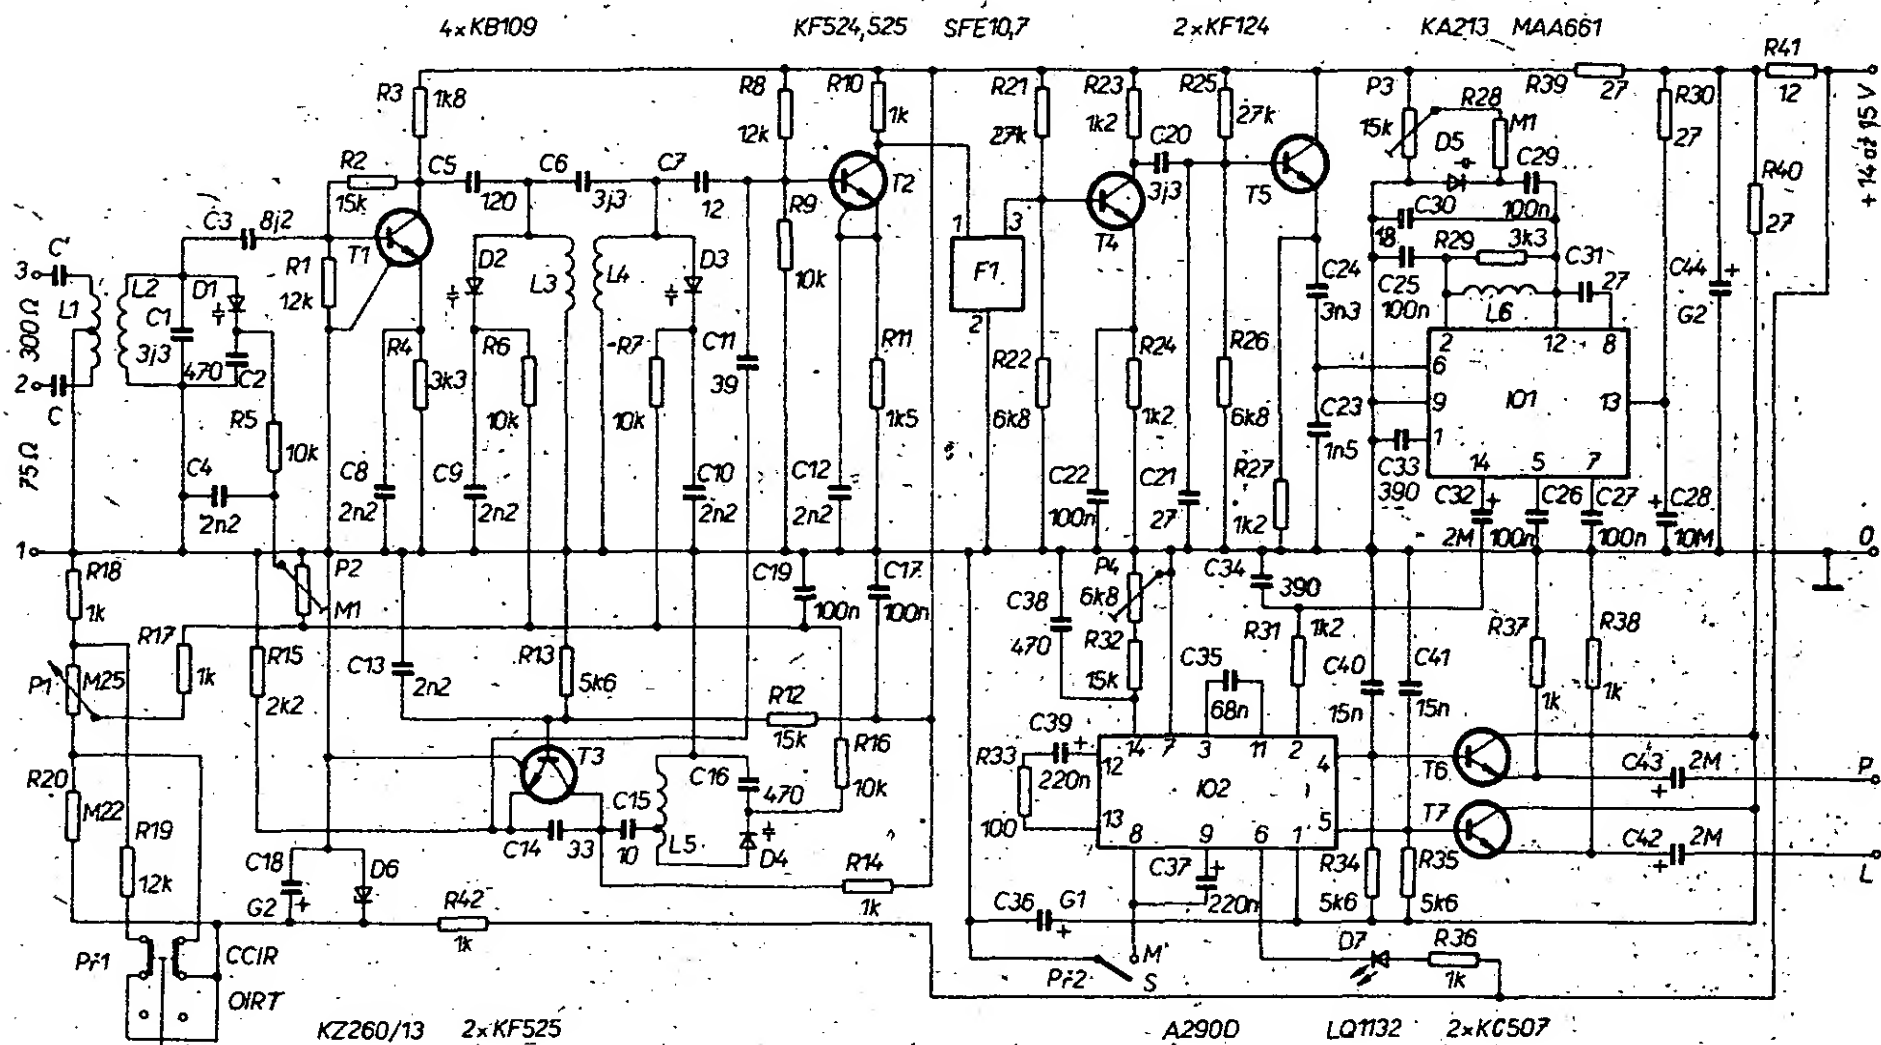 4×KB109
KF524,525
SFE10,7
2×KF124
KA213
MAA661
R3
1k8
R2
15k
C3
8j2
C5
120
C6
3j3
C7
12
R8
12k
R10
1k
T2
R9
10k
R21
27k
R23
1k2
C20
3j3
R25
27k
T5
P3
15k
R28
M1
D5
C29
100n
R39
27
R30
27
R41
12
R40
27
+14 až 15V
C'
3
300Ω
2
C
75Ω
1
L1
L2
C1
3j3
D1
470
C2
R5
10k
C4
2n2
R1
12k
T1
R4
3k3
C8
2n2
C9
2n2
D2
R6
10k
L3
L4
R7
10k
D3
C11
39
C10
2n2
C12
2n2
R11
1k5
1
3
F1
2
R22
6k8
T4
R24
1k2
C22
100n
C21
27
R26
6k8
R27
1k2
C24
3n3
C23
1n5
C30
18
R29
3k3
C25
100n
L6
C31
27
2
12
8
6
9
1
IO1
13
14
5
7
C33
390
C32
2M
C26
100n
C27
100n
C28
10M
C44
G2
0
R18
1k
P1
M25
R17
1k
R15
2k2
P2
M1
C13
2n2
R13
5k6
C19
100n
C17
100n
R12
15k
R16
10k
T3
C14
33
C15
10
L5
C16
470
D4
R14
1k
R20
M22
R19
12k
C18
G2
D6
R42
1k
Př1
CCIR
OIRT
C38
470
P4
6k8
R32
15k
C34
390
R31
1k2
C35
68n
C40
15n
C41
15n
R37
1k
R38
1k
C39
220n
R33
100
14
7
3
11
2
12
4
IO2
13
5
8
9
6
1
T6
T7
C43
2M
P
C42
2M
L
C37
220n
C36
G1
R34
5k6
R35
5k6
D7
R36
1k
Př2
M
S
KZ260/13
2×KF525
A290D
LQ1132
2×KC507